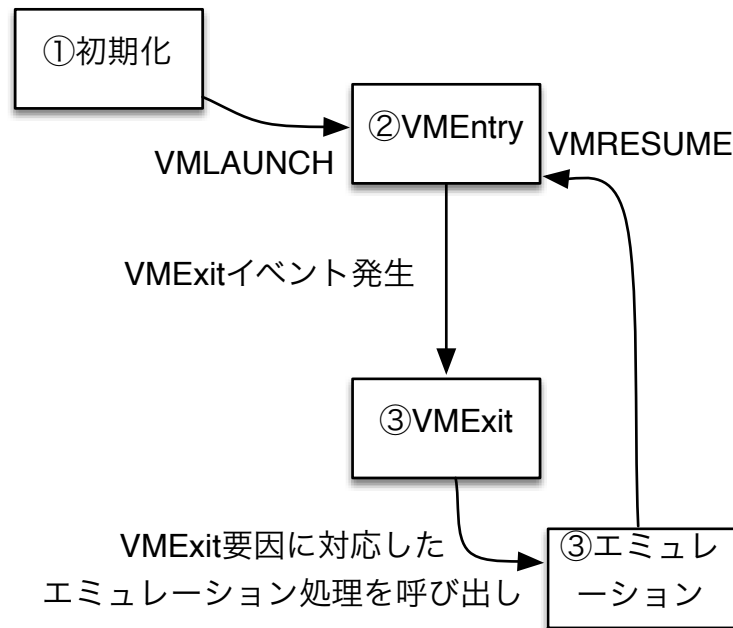 ①初期化
②VMEntry
VMLAUNCH
VMRESUME
VMExitイベント発生
③VMExit
VMExit要因に対応した
エミュレーション処理を呼び出し
③エミュレ
ーション